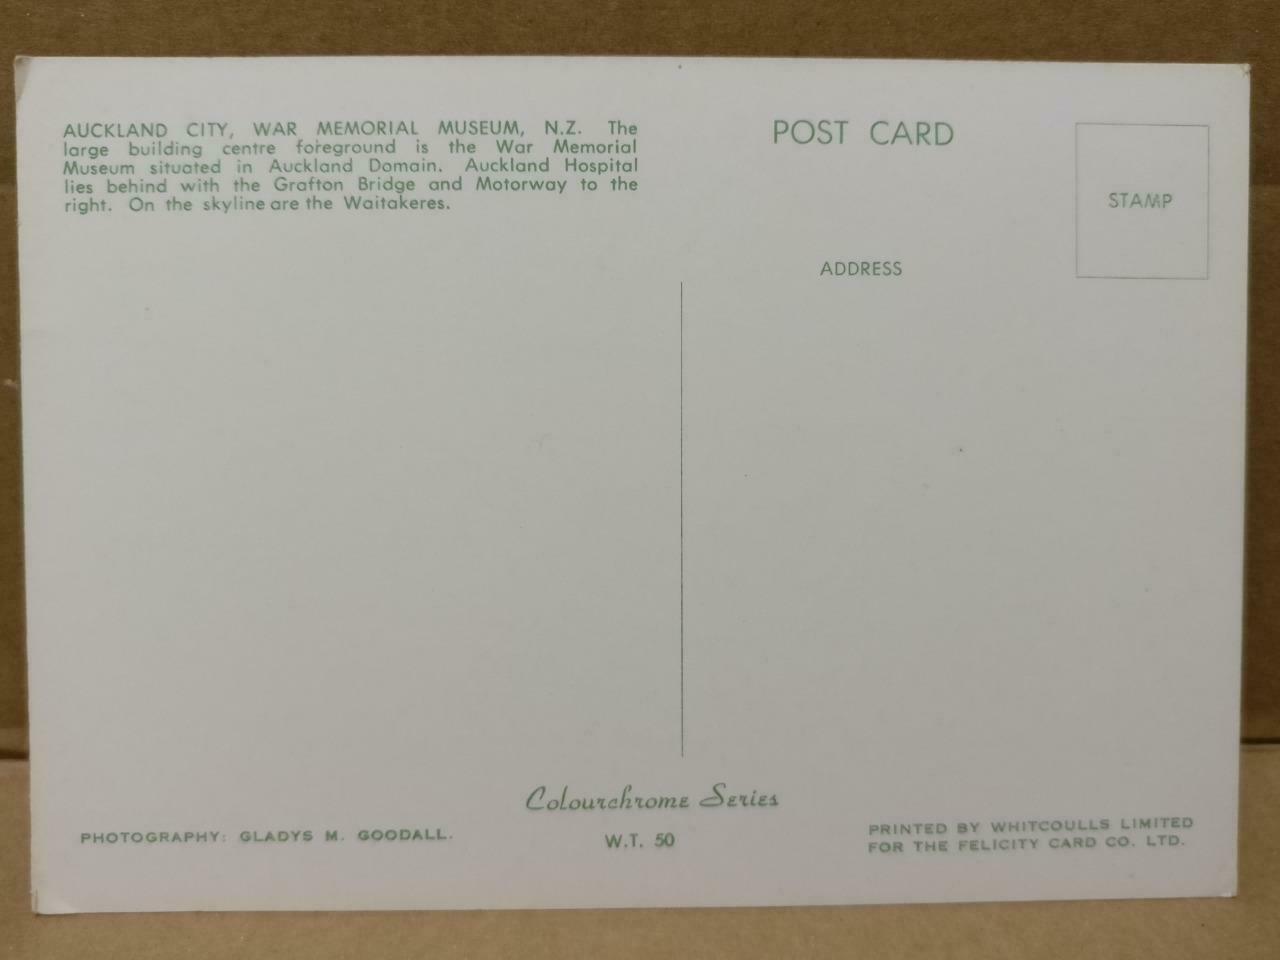 AUCKLAND CITY, WAR MEMORIAL MUSEUM, N.Z. The
large building centre foreground is the War Memorial
Museum situated in Auckland Domain. Auckland Hospital
lies behind with the Grafton Bridge and Motorway to the
right. On the skyline are the Waitakeres.
POST CARD
STAMP
ADDRESS
Colourchrome Series
PHOTOGRAPHY: GLADYS M. GOODALL.
W.T. 50
PRINTED BY WHITCOULLS LIMITED
FOR THE FELICITY CARD CO. LTD.